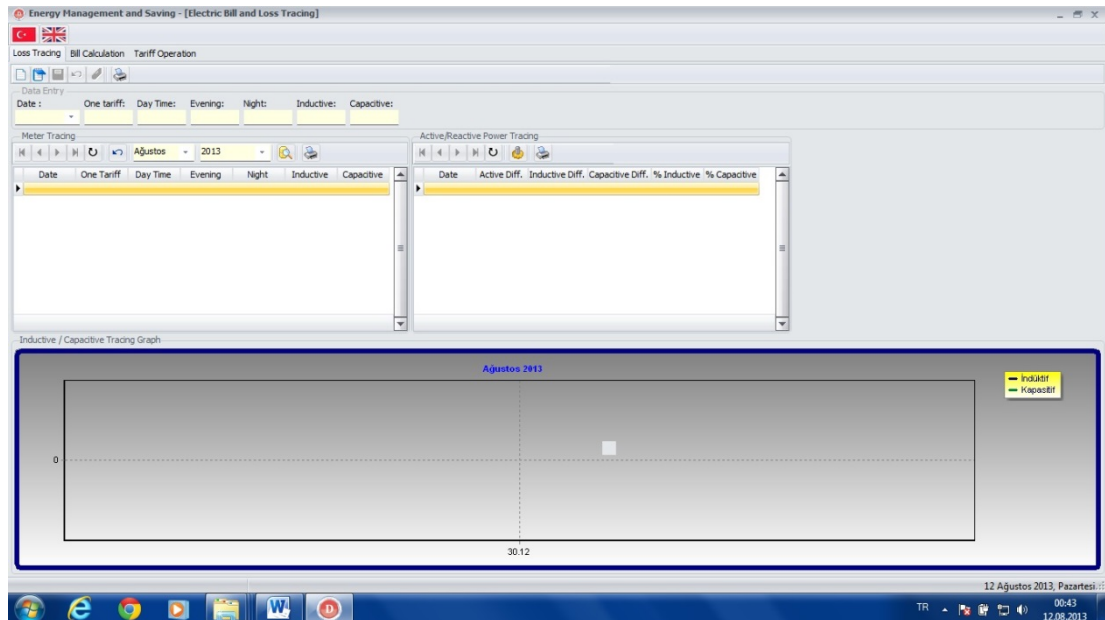 Energy Management and Saving - [Electric Bill and Loss Tracing]
Loss Tracing Bill Calculation Tariff Operation
Data Entry
Date : One tariff: Day Time: Evening: Night: Inductive: Capacitive:
Meter Tracing
Ağustos 2013
Date One Tariff Day Time Evening Night Inductive Capacitive
Active/Reactive Power Tracing
Date Active Diff. Inductive Diff. Capacitive Diff. % Inductive % Capacitive
Inductive / Capacitive Tracing Graph
Ağustos 2013
İndüktif
Kapasitif
0
30.12
12 Ağustos 2013, Pazartesi
TR 00:43
12.08.2013